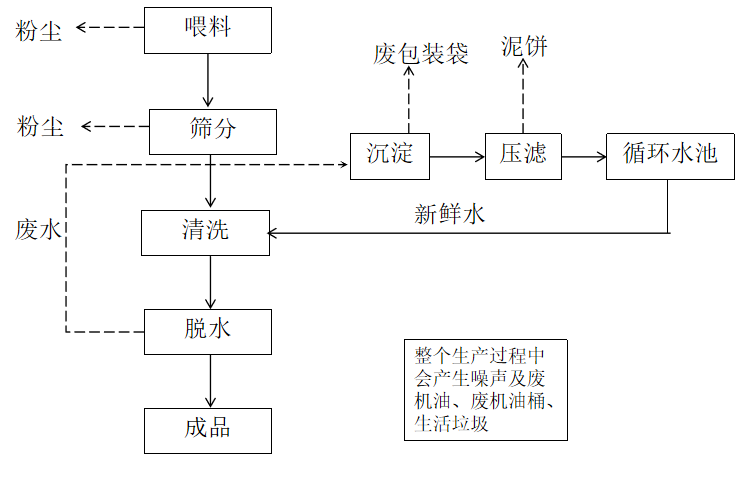 粉尘
喂料
废包装袋
泥饼
粉尘
筛分
沉淀
压滤
循环水池
废水
清洗
新鲜水
脱水
整个生产过程中
会产生噪声及废
机油、废机油桶、
生活垃圾
成品